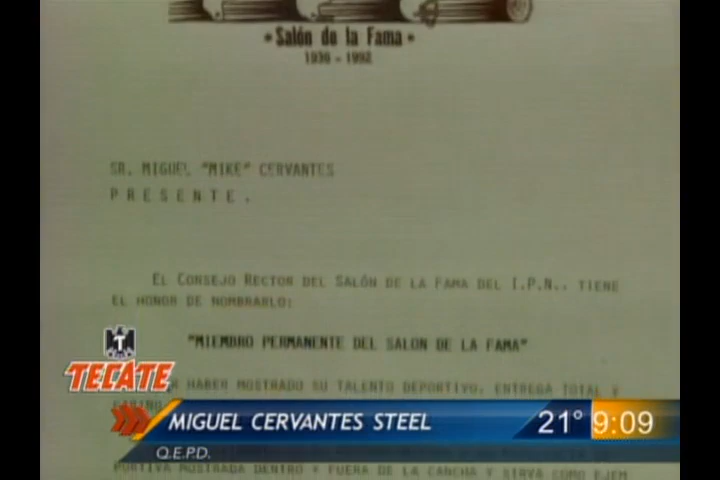 Salón de la Fama
1936 - 1992
SR. MIGUEL "MIKE" CERVANTES
P R E S E N T E .
EL CONSEJO RECTOR DEL SALÓN DE LA FAMA DEL I.P.N.. TIENE
EL HONOR DE NOMBRARLO:
"MIEMBRO PERMANENTE DEL SALON DE LA FAMA"
HABER MOSTRADO SU TALENTO DEPORTIVO, ENTREGA TOTAL Y
T
TECATE
MIGUEL CERVANTES STEEL
21° 9:09
Q.E.P.D.
PORTIVA MOSTRADA DENTRO Y FUERA DE LA CANCHA Y SIRVA COMO EJEM